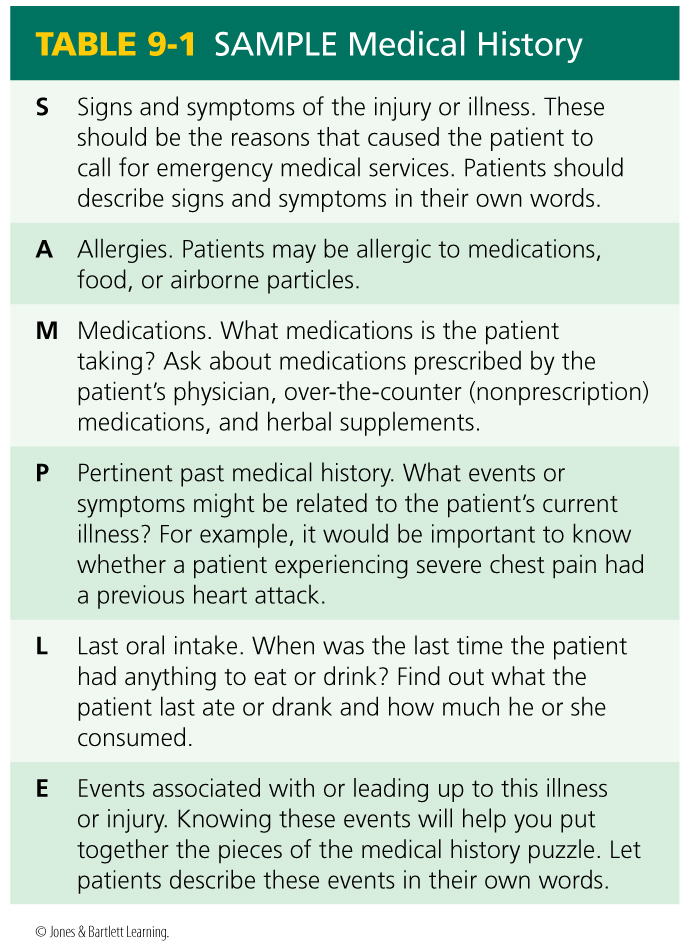 TABLE 9-1 SAMPLE Medical History
S Signs and symptoms of the injury or illness. These
should be the reasons that caused the patient to
call for emergency medical services. Patients should
describe signs and symptoms in their own words.
A Allergies. Patients may be allergic to medications,
food, or airborne particles.
M Medications. What medications is the patient
taking? Ask about medications prescribed by the
patient’s physician, over-the-counter (nonprescription)
medications, and herbal supplements.
P Pertinent past medical history. What events or
symptoms might be related to the patient’s current
illness? For example, it would be important to know
whether a patient experiencing severe chest pain had
a previous heart attack.
L Last oral intake. When was the last time the patient
had anything to eat or drink? Find out what the
patient last ate or drank and how much he or she
consumed.
E Events associated with or leading up to this illness
or injury. Knowing these events will help you put
together the pieces of the medical history puzzle. Let
patients describe these events in their own words.
© Jones & Bartlett Learning.